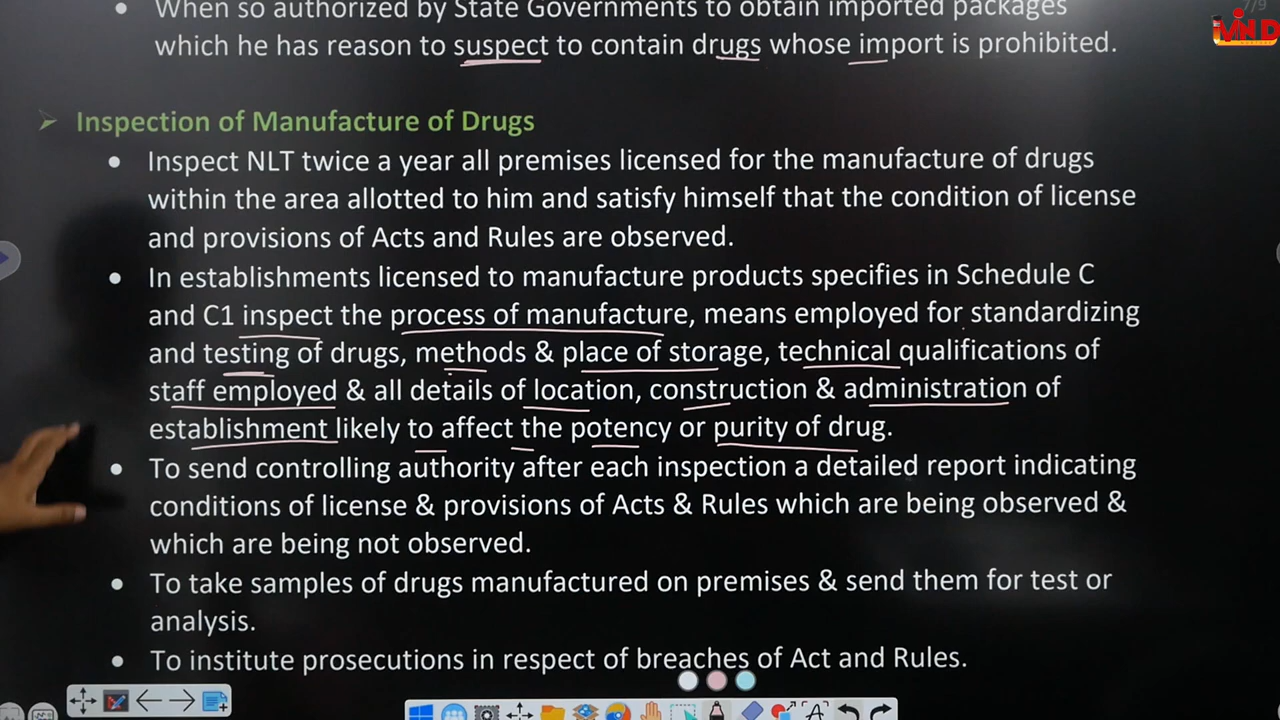 When so authorized by State Governments to obtain imported packages
which he has reason to suspect to contain drugs whose import is prohibited.
Inspection of Manufacture of Drugs
Inspect NLT twice a year all premises licensed for the manufacture of drugs
within the area allotted to him and satisfy himself that the condition of license
and provisions of Acts and Rules are observed.
In establishments licensed to manufacture products specifies in Schedule C
and C1 inspect the process of manufacture, means employed for standardizing
and testing of drugs, methods & place of storage, technical qualifications of
staff employed & all details of location, construction & administration of
establishment likely to affect the potency or purity of drug.
To send controlling authority after each inspection a detailed report indicating
conditions of license & provisions of Acts & Rules which are being observed &
which are being not observed.
To take samples of drugs manufactured on premises & send them for test or
analysis.
To institute prosecutions in respect of breaches of Act and Rules.